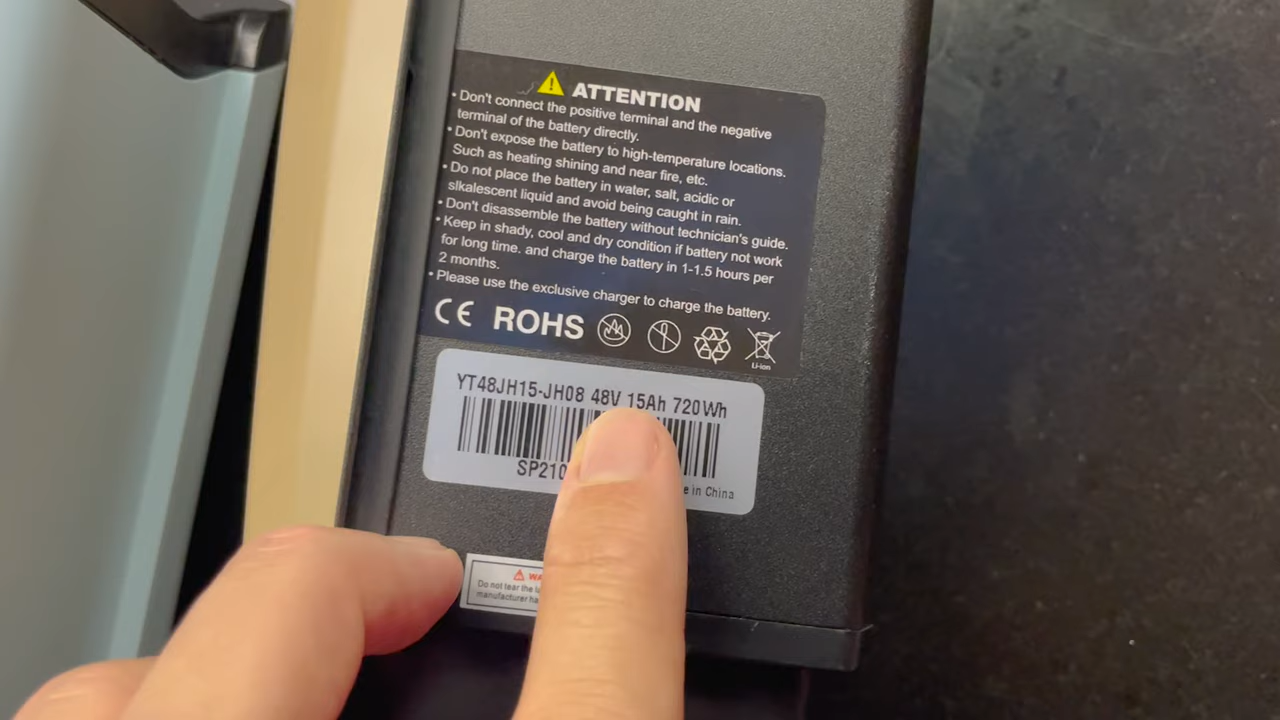 ATTENTION
• Don't connect the positive terminal and the negative
terminal of the battery directly.
• Don't expose the battery to high-temperature locations.
Such as heating shining and near fire, etc.
• Do not place the battery in water, salt, acidic or
slkalescent liquid and avoid being caught in rain.
• Don't disassemble the battery without technician's guide.
• Keep in shady, cool and dry condition if battery not work
for long time. and charge the battery in 1-1.5 hours per
2 months.
• Please use the exclusive charger to charge the battery.
CE ROHS
Li-ion
YT48JH15-JH08 48V 15Ah 720Wh
SP210
in China
Do not tear the
manufacturer